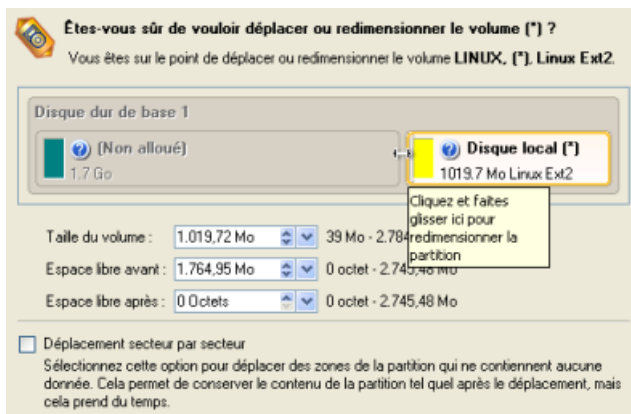 Êtes-vous sûr de vouloir déplacer ou redimensionner le volume (*) ?
Vous êtes sur le point de déplacer ou redimensionner le volume LINUX, (*), Linux Ext2.
Disque dur de base 1
(Non alloué)
1.7 Go
Disque local (*)
1019.7 Mo Linux Ext2
Cliquez et faites
glisser ici pour
redimensionner la
partition
Taille du volume : 1.019,72 Mo 39 Mo - 2.784
Espace libre avant : 1.764,95 Mo 0 octet - 2.745,48 Mo
Espace libre après : 0 Octets 0 octet - 2.745,48 Mo
Déplacement secteur par secteur
Sélectionnez cette option pour déplacer des zones de la partition qui ne contiennent aucune
donnée. Cela permet de conserver le contenu de la partition tel quel après le déplacement, mais
cela prend du temps.